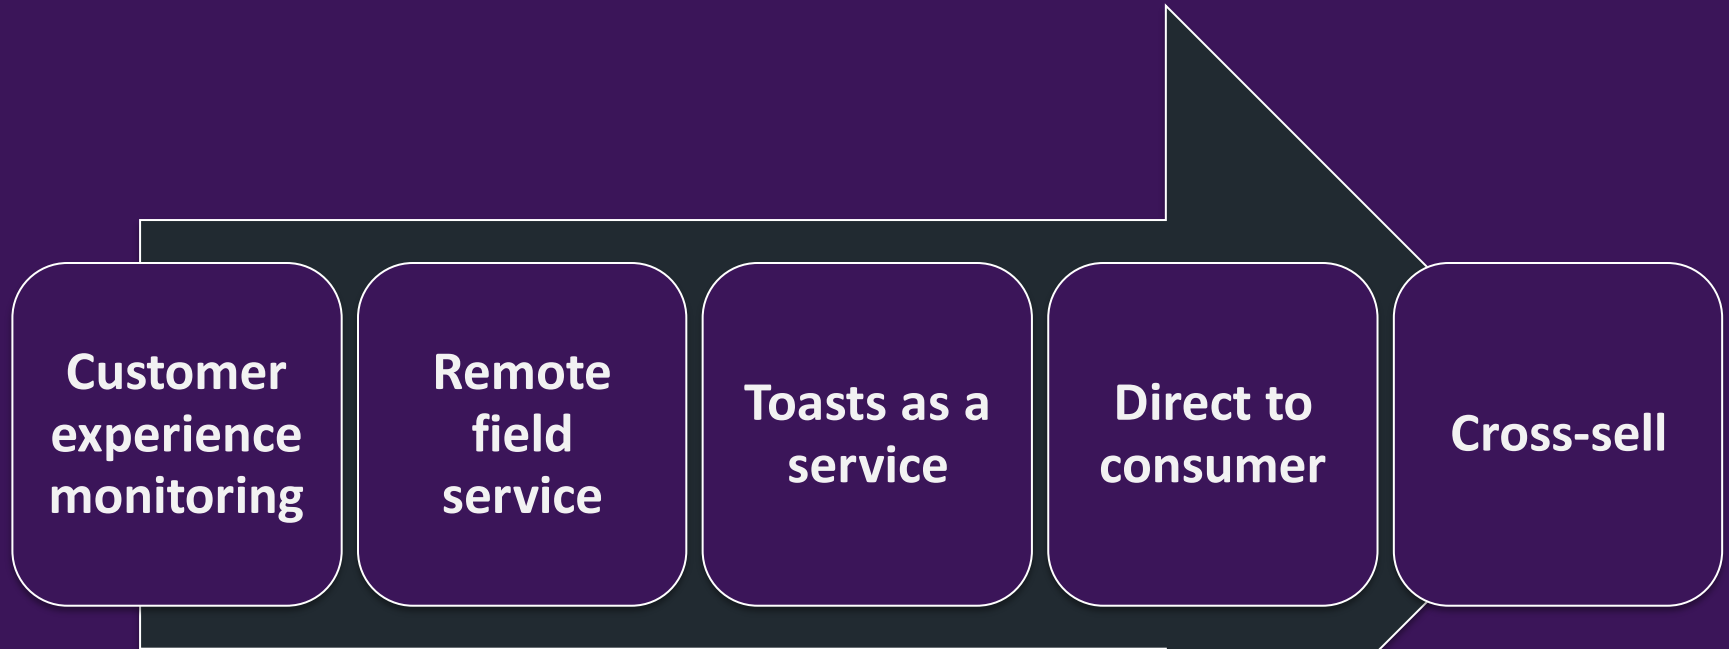 Customer
experience
monitoring
Remote
field
service
Toasts as a
service
Direct to
consumer
Cross-sell